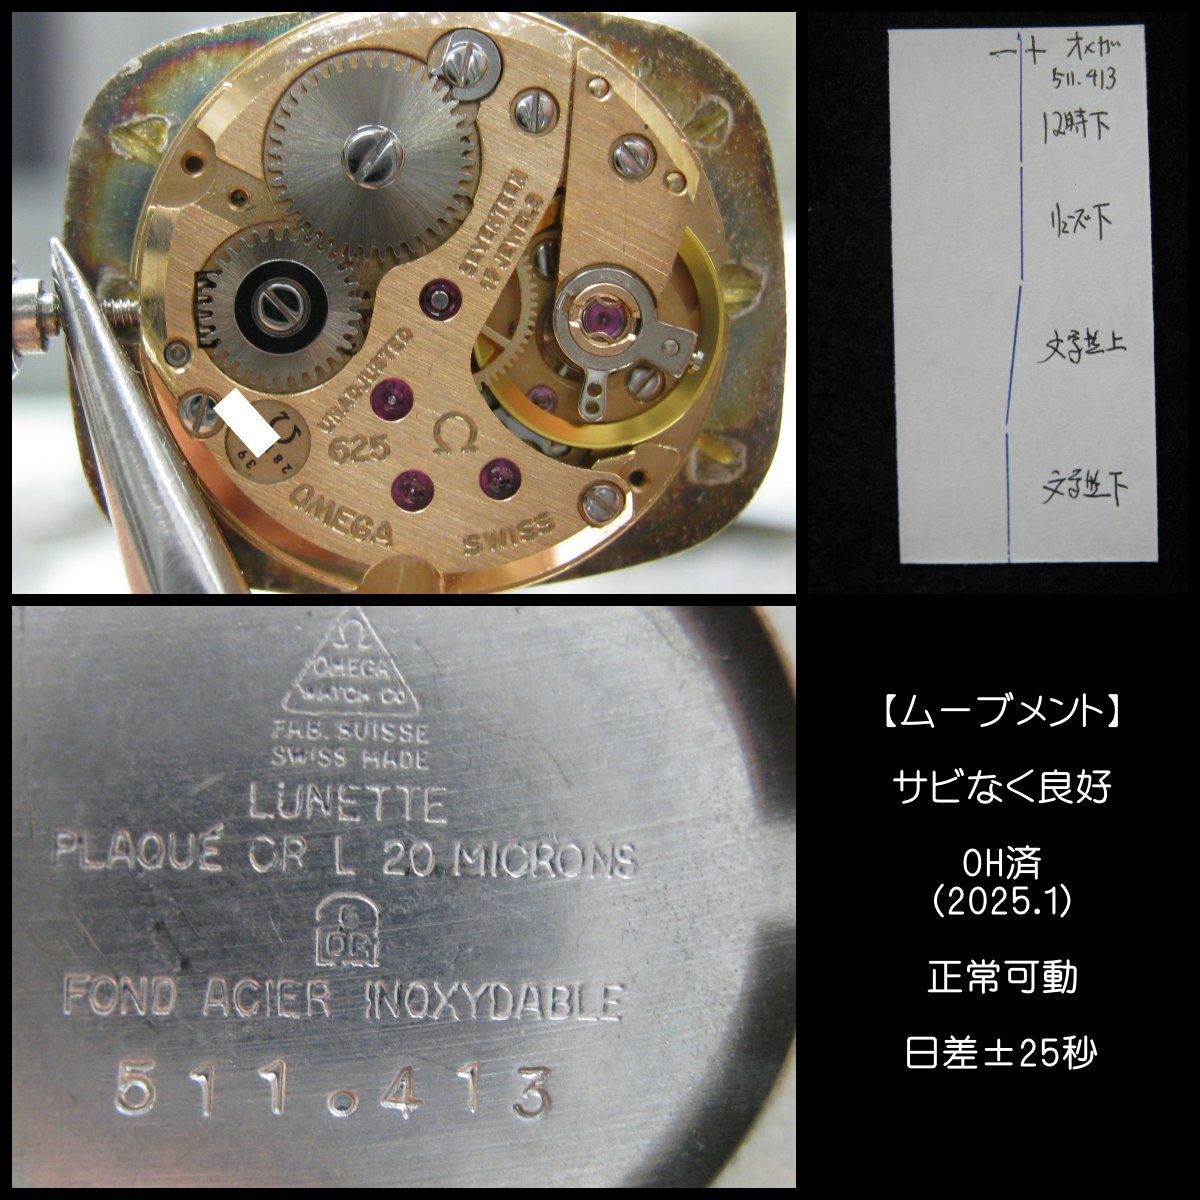 SEVENTEEN
17 JEWELS
UNADJUSTED
625
Ω
OMEGA
SWISS
28
39
− + オメガ
511.413
12時下
リューズ下
文字盤上
文字盤下
Ω
OMEGA
WATCH CO
FAB. SUISSE
SWISS MADE
LUNETTE
PLAQUÉ OR L 20 MICRONS
G
DR
FOND ACIER INOXYDABLE
511.413
【ムーブメント】
サビなく良好
OH済
(2025.1)
正常可動
日差±25秒